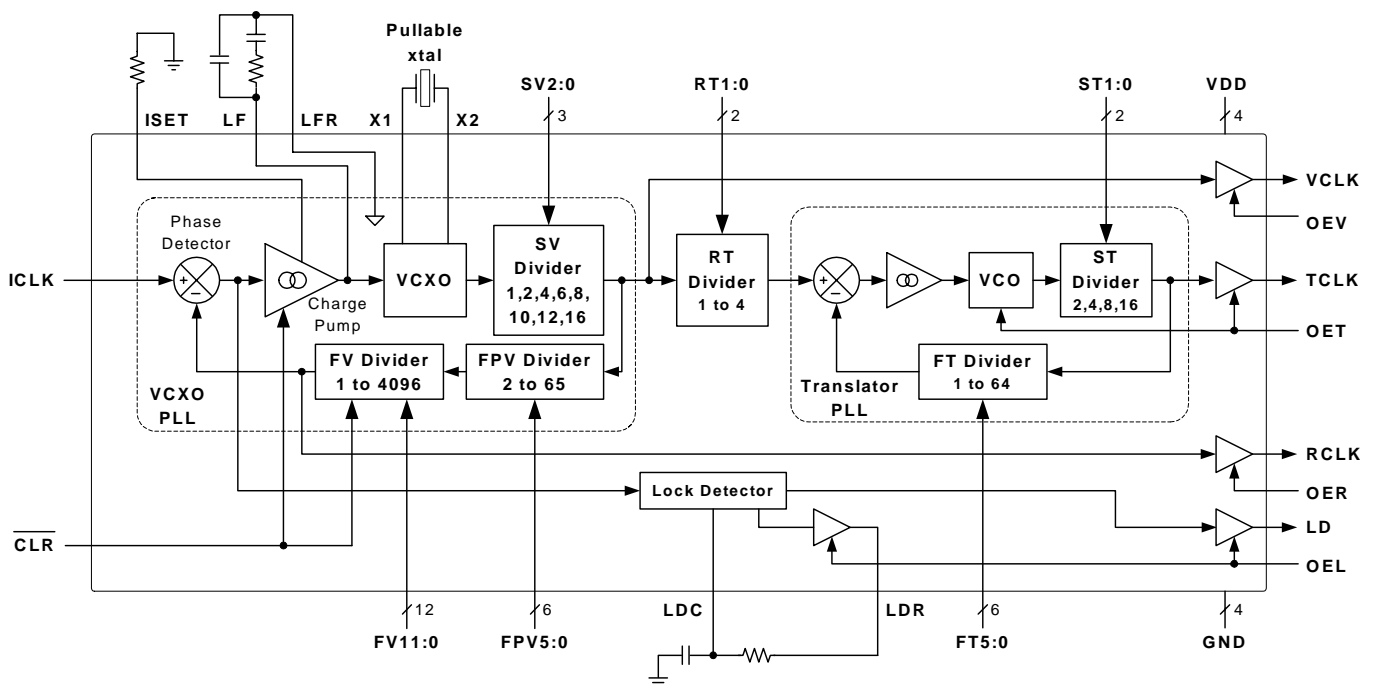 Pullable
xtal
SV2:0
RT1:0
ST1:0
VDD
3
2
2
4
ISET
LF
LFR
X1
X2
VCLK
OEV
Phase
Detector
+
−
Charge
Pump
VCXO
SV
Divider
1,2,4,6,8,
10,12,16
RT
Divider
1 to 4
+
−
VCO
ST
Divider
2,4,8,16
ICLK
TCLK
OET
FV Divider
1 to 4096
FPV Divider
2 to 65
FT Divider
1 to 64
VCXO
PLL
Translator
PLL
RCLK
OER
Lock Detector
LD
OEL
CLR
12
6
LDC
LDR
6
4
FV11:0
FPV5:0
FT5:0
GND